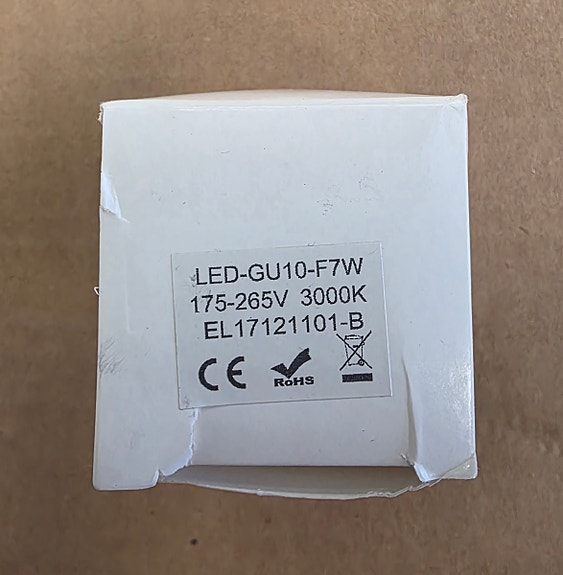 LED-GU10-F7W
175-265V 3000K
EL17121101-B
CE
RoHS